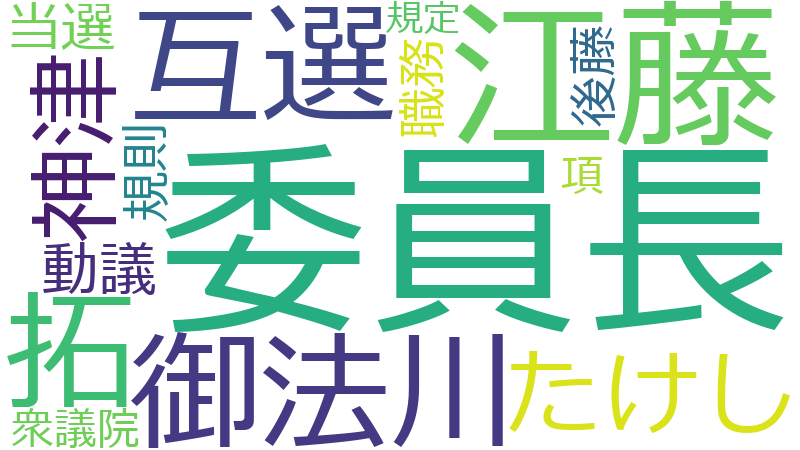 当選
互選
規定
江藤
神津
職務
後藤
規則
委員長
項
動議
拓
御法川
たけし
衆議院